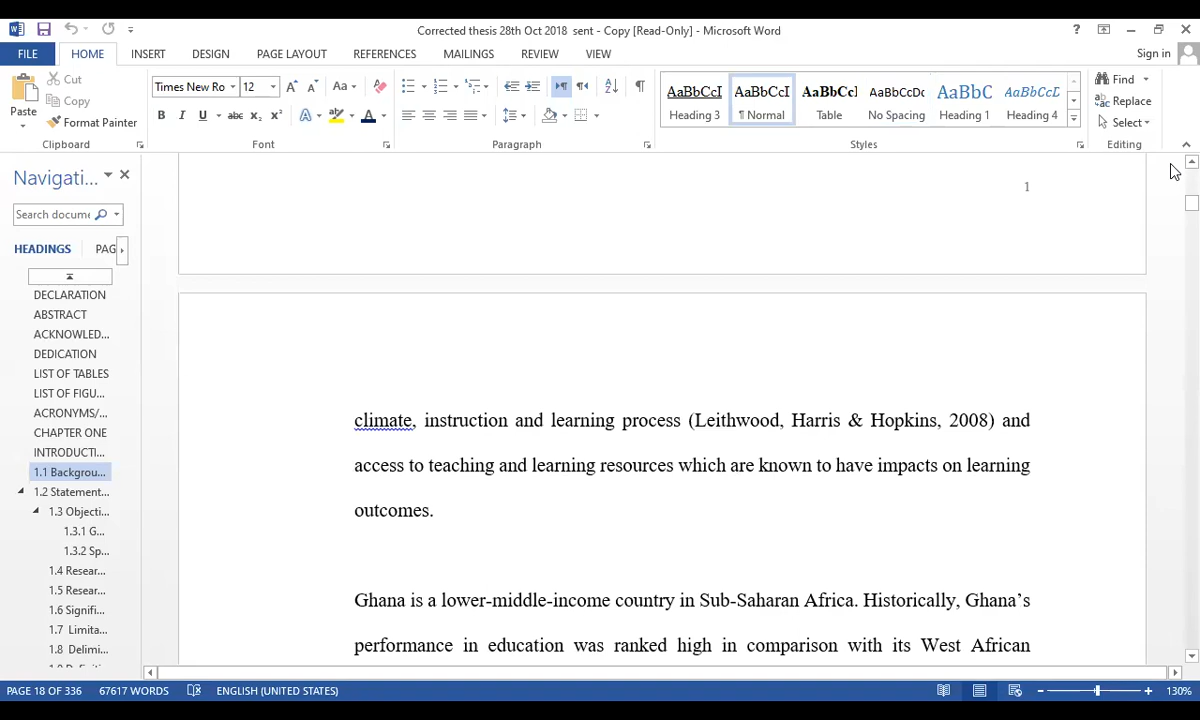 Corrected thesis 28th Oct 2018  sent - Copy [Read-Only] - Microsoft Word
?
FILE HOME INSERT DESIGN PAGE LAYOUT REFERENCES MAILINGS REVIEW VIEW Sign in
Cut
Copy
Paste
Format Painter
Clipboard
Times New Ro 12 Aa
B I U abc x₂ x² A ab A
Font
Paragraph
AaBbCcI AaBbCcI AaBbCcI AaBbCcDc AaBbC AaBbCcL
Heading 3 ¶ Normal Table No Spacing Heading 1 Heading 4
Styles
Find
Replace
Select
Editing
Navigati...
Search docume
HEADINGS PAG
DECLARATION
ABSTRACT
ACKNOWLED...
DEDICATION
LIST OF TABLES
LIST OF FIGU...
ACRONYMS/...
CHAPTER ONE
INTRODUCTI...
1.1 Backgrou...
1.2 Statement...
1.3 Objecti...
1.3.1 G...
1.3.2 Sp...
1.4 Resear...
1.5 Resear...
1.6 Signifi...
1.7  Limita...
1.8  Delimi...
1
climate, instruction and learning process (Leithwood, Harris & Hopkins, 2008) and
access to teaching and learning resources which are known to have impacts on learning
outcomes.
Ghana is a lower-middle-income country in Sub-Saharan Africa. Historically, Ghana’s
performance in education was ranked high in comparison with its West African
PAGE 18 OF 336 67617 WORDS ENGLISH (UNITED STATES) 130%